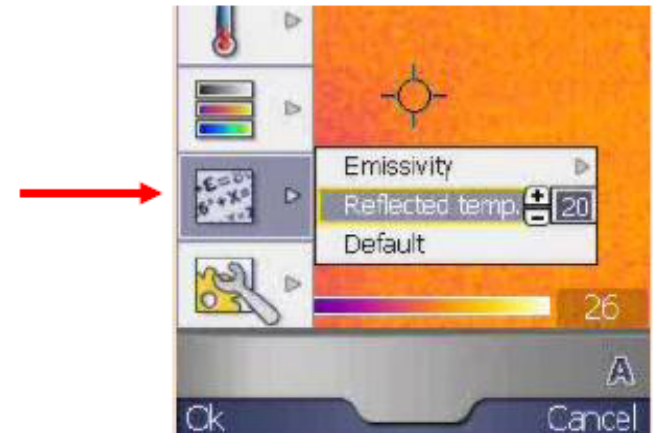 Emissivity
Reflected temp. + - 20
Default
26
A
Ok Cancel